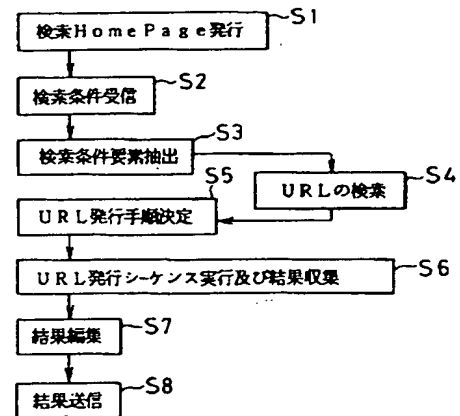 検索HomePage発行 S1
検索条件受信 S2
検索条件要素抽出 S3
URLの検索 S4
URL発行手順決定 S5
URL発行シーケンス実行及び結果収集 S6
結果編集 S7
結果送信 S8